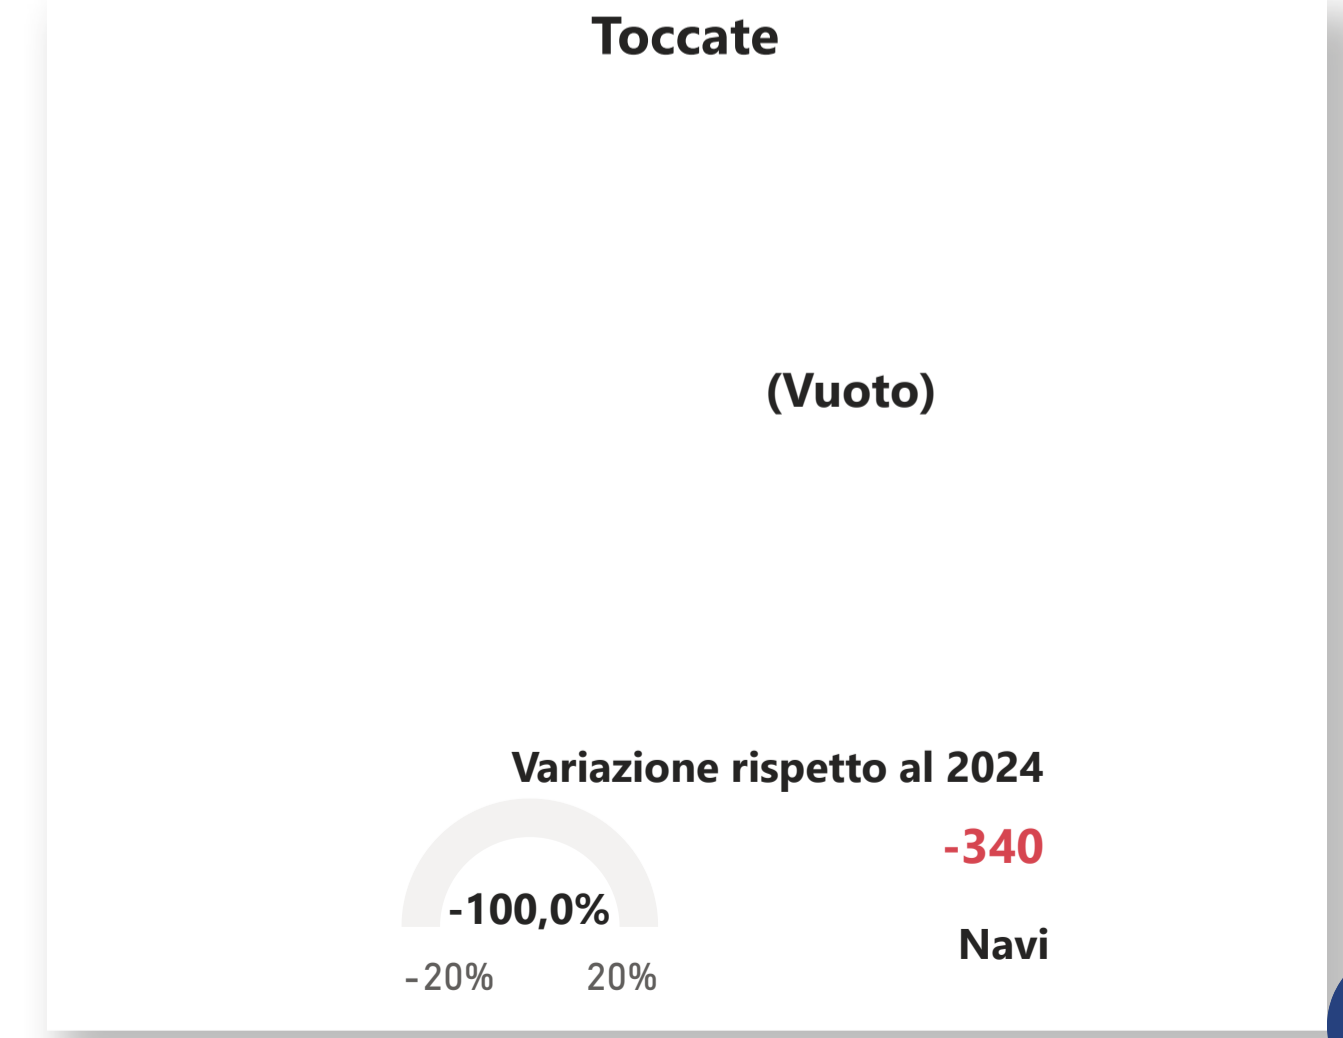 Toccate
(Vuoto)
Variazione rispetto al 2024
-340
-100,0%
Navi
-20%
20%